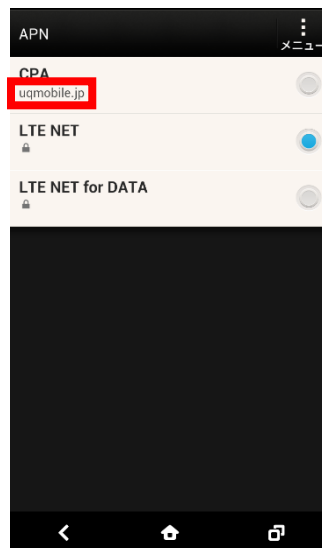 APN
メニュー
CPA
uqmobile.jp
LTE NET
LTE NET for DATA